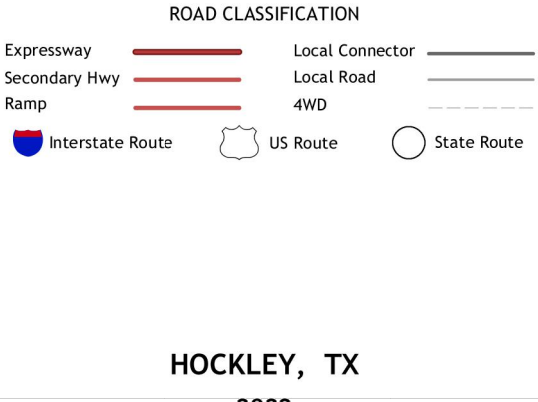 ROAD CLASSIFICATION
Expressway Local Connector
Secondary Hwy Local Road
Ramp 4WD
Interstate Route US Route State Route
HOCKLEY, TX